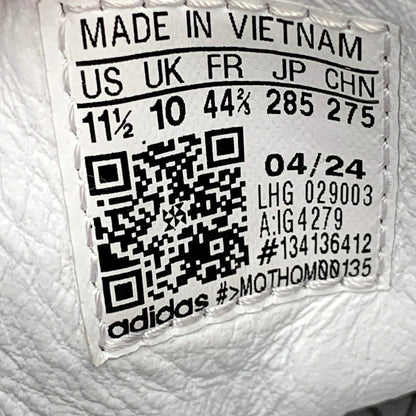 MADE IN VIETNAM
US UK FR JP CHN
11½ 10 44⅔ 285 275
04/24
LHG 029003
A:IG4279
#134136412
adidas #>MQTHQM00135